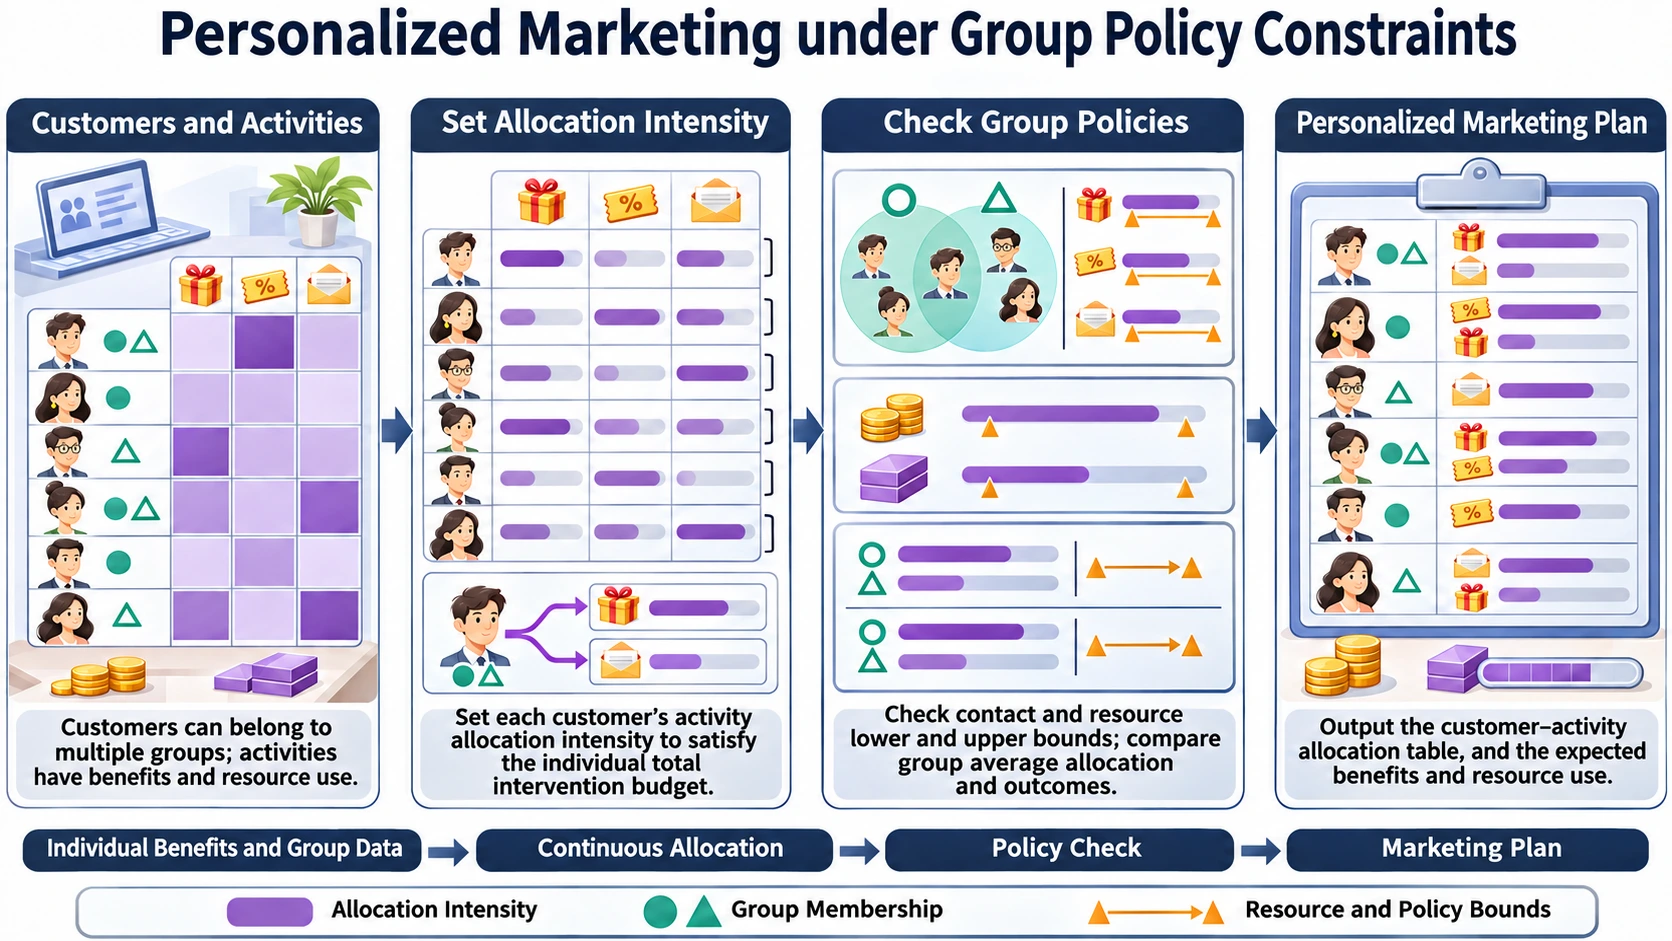 Personalized Marketing under Group Policy Constraints
Customers and Activities
%
Customers can belong to
multiple groups; activities
have benefits and resource use.
Set Allocation Intensity
%
Set each customer's activity
allocation intensity to satisfy
the individual total
intervention budget.
Check Group Policies
%
Check contact and resource
lower and upper bounds; compare
group average allocation
and outcomes.
Personalized Marketing Plan
%
%
%
Output the customer–activity
allocation table, and the expected
benefits and resource use.
Individual Benefits and Group Data
Continuous Allocation
Policy Check
Marketing Plan
Allocation Intensity
Group Membership
Resource and Policy Bounds